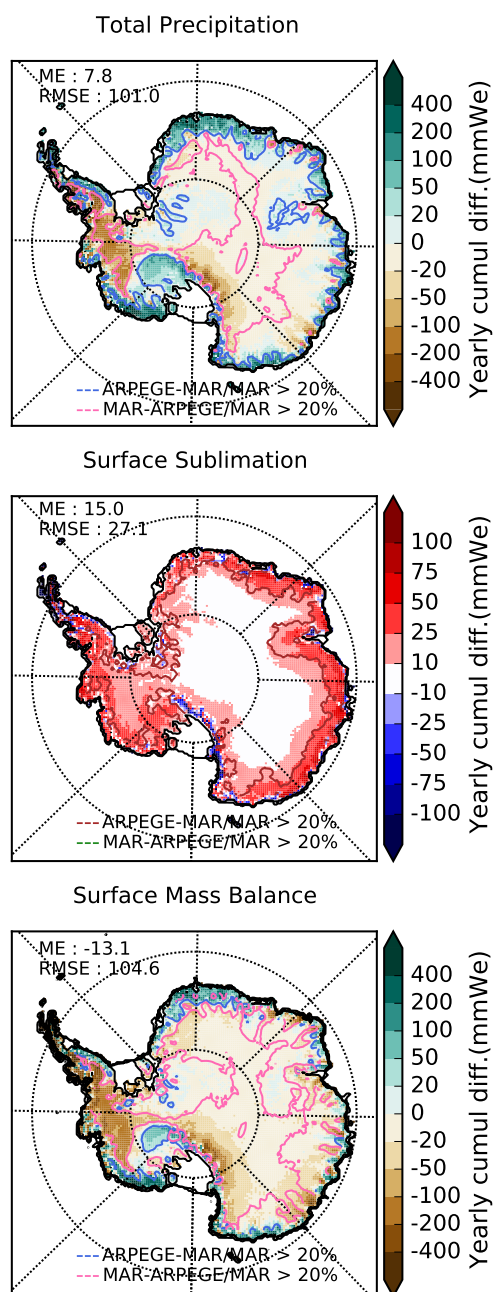 Total Precipitation
ME : 7.8
RMSE : 101.0
ARPEGE-MAR/MAR > 20%
MAR-ARPEGE/MAR > 20%
400
200
100
50
20
0
-20
-50
-100
-200
-400
Yearly cumul diff.(mmWe)
Surface Sublimation
ME : 15.0
RMSE : 27.1
ARPEGE-MAR/MAR > 20%
MAR-ARPEGE/MAR > 20%
100
75
50
25
10
-10
-25
-50
-75
-100
Yearly cumul diff.(mmWe)
Surface Mass Balance
ME : -13.1
RMSE : 104.6
ARPEGE-MAR/MAR > 20%
MAR-ARPEGE/MAR > 20%
400
200
100
50
20
0
-20
-50
-100
-200
-400
Yearly cumul diff.(mmWe)